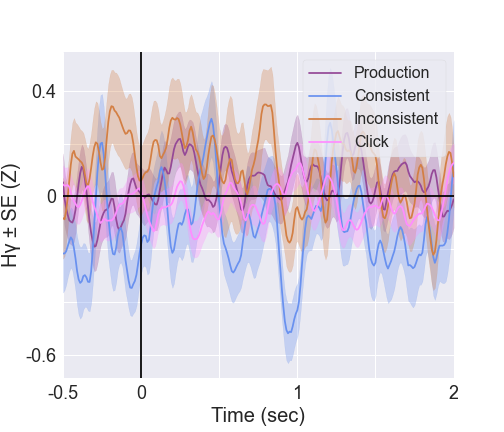 Production
Consistent
Inconsistent
Click
0.4
0
-0.6
Hγ ± SE (Z)
-0.5
0
1
2
Time (sec)